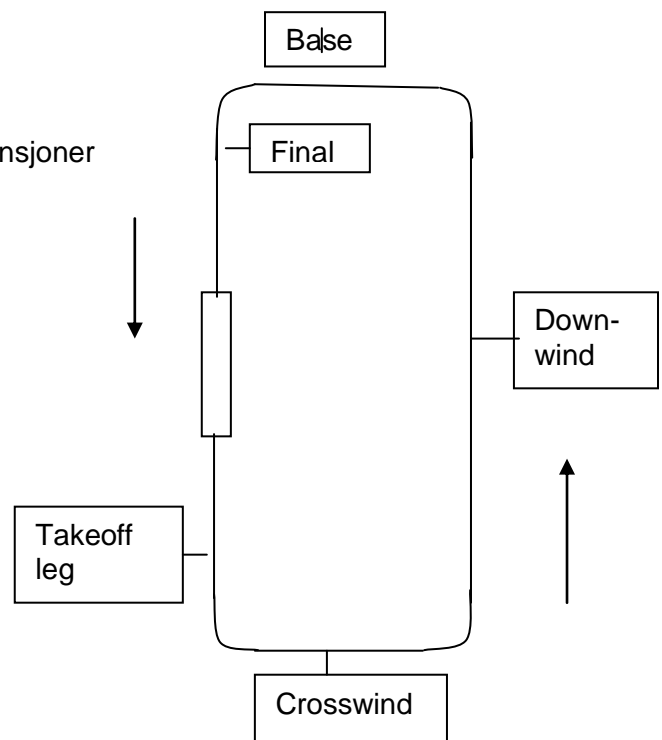 Base
nsjoner
Final
Down-
wind
Takeoff
leg
Crosswind